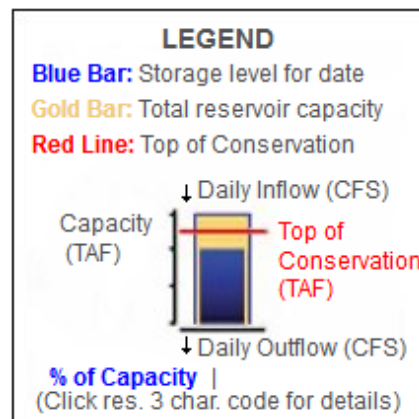 LEGEND
Blue Bar: Storage level for date
Gold Bar: Total reservoir capacity
Red Line: Top of Conservation
↓ Daily Inflow (CFS)
Capacity
(TAF)
Top of
Conservation
(TAF)
↓ Daily Outflow (CFS)
% of Capacity |
(Click res. 3 char. code for details)